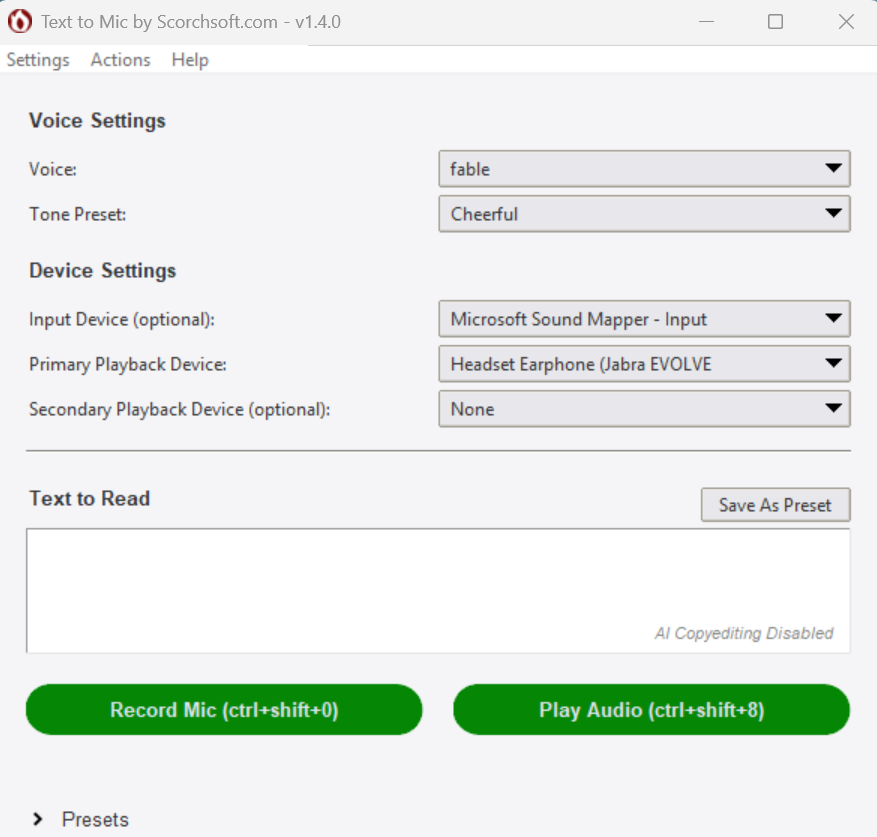 Text to Mic by Scorchsoft.com - v1.4.0
Settings Actions Help
Voice Settings
Voice: fable
Tone Preset: Cheerful
Device Settings
Input Device (optional): Microsoft Sound Mapper - Input
Primary Playback Device: Headset Earphone (Jabra EVOLVE
Secondary Playback Device (optional): None
Text to Read Save As Preset
AI Copyediting Disabled
Record Mic (ctrl+shift+0) Play Audio (ctrl+shift+8)
Presets